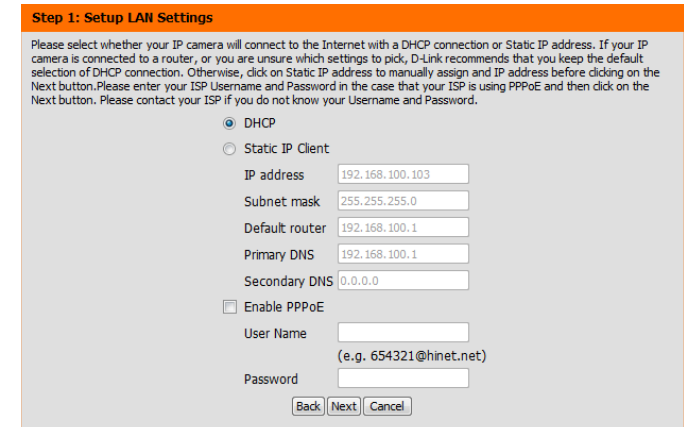 Step 1: Setup LAN Settings
Please select whether your IP camera will connect to the Internet with a DHCP connection or Static IP address. If your IP
camera is connected to a router, or you are unsure which settings to pick, D-Link recommends that you keep the default
selection of DHCP connection. Otherwise, click on Static IP address to manually assign and IP address before clicking on the
Next button.Please enter your ISP Username and Password in the case that your ISP is using PPPoE and then click on the
Next button. Please contact your ISP if you do not know your Username and Password.
DHCP
Static IP Client
IP address 192.168.100.103
Subnet mask 255.255.255.0
Default router 192.168.100.1
Primary DNS 192.168.100.1
Secondary DNS 0.0.0.0
Enable PPPoE
User Name
(e.g. 654321@hinet.net)
Password
Back Next Cancel